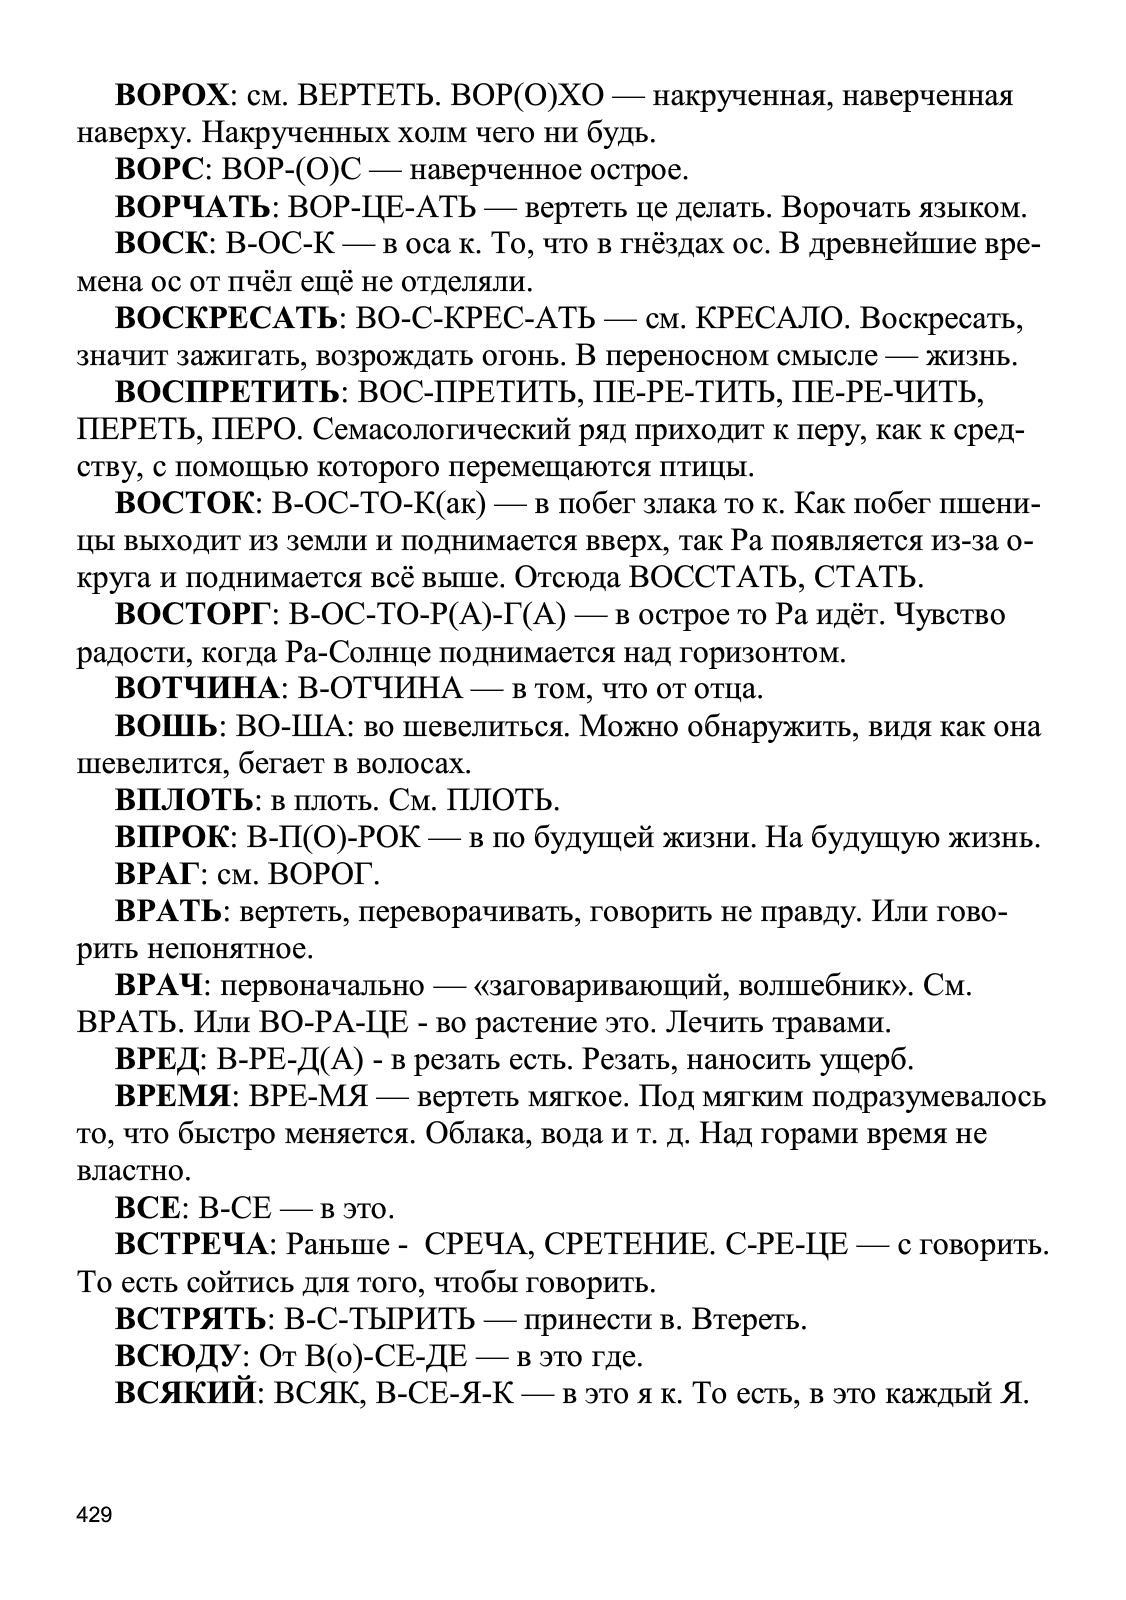 ВОРОХ: см. ВЕРТЕТЬ. ВОР(О)ХО — накрученная, наверченная
наверху. Накрученных холм чего ни будь.
ВОРС: ВОР-(О)С — наверченное острое.
ВОРЧАТЬ: ВОР-ЦЕ-АТЬ — вертеть це делать. Ворочать языком.
ВОСК: В-ОС-К — в оса к. То, что в гнёздах ос. В древнейшие вре-
мена ос от пчёл ещё не отделяли.
ВОСКРЕСАТЬ: ВО-С-КРЕС-АТЬ — см. КРЕСАЛО. Воскресать,
значит зажигать, возрождать огонь. В переносном смысле — жизнь.
ВОСПРЕТИТЬ: ВОС-ПРЕТИТЬ, ПЕ-РЕ-ТИТЬ, ПЕ-РЕ-ЧИТЬ,
ПЕРЕТЬ, ПЕРО. Семасологический ряд приходит к перу, как к сред-
ству, с помощью которого перемещаются птицы.
ВОСТОК: В-ОС-ТО-К(ак) — в побег злака то к. Как побег пшени-
цы выходит из земли и поднимается вверх, так Ра появляется из-за о-
круга и поднимается всё выше. Отсюда ВОССТАТЬ, СТАТЬ.
ВОСТОРГ: В-ОС-ТО-Р(А)-Г(А) — в острое то Ра идёт. Чувство
радости, когда Ра-Солнце поднимается над горизонтом.
ВОТЧИНА: В-ОТЧИНА — в том, что от отца.
ВОШЬ: ВО-ША: во шевелиться. Можно обнаружить, видя как она
шевелится, бегает в волосах.
ВПЛОТЬ: в плоть. См. ПЛОТЬ.
ВПРОК: В-П(О)-РОК — в по будущей жизни. На будущую жизнь.
ВРАГ: см. ВОРОГ.
ВРАТЬ: вертеть, переворачивать, говорить не правду. Или гово-
рить непонятное.
ВРАЧ: первоначально — «заговаривающий, волшебник». См.
ВРАТЬ. Или ВО-РА-ЦЕ - во растение это. Лечить травами.
ВРЕД: В-РЕ-Д(А) - в резать есть. Резать, наносить ущерб.
ВРЕМЯ: ВРЕ-МЯ — вертеть мягкое. Под мягким подразумевалось
то, что быстро меняется. Облака, вода и т. д. Над горами время не
властно.
ВСЕ: В-СЕ — в это.
ВСТРЕЧА: Раньше -  СРЕЧА, СРЕТЕНИЕ. С-РЕ-ЦЕ — с говорить.
То есть сойтись для того, чтобы говорить.
ВСТРЯТЬ: В-С-ТЫРИТЬ — принести в. Втереть.
ВСЮДУ: От В(о)-СЕ-ДЕ — в это где.
ВСЯКИЙ: ВСЯК, В-СЕ-Я-К — в это я к. То есть, в это каждый Я.
429